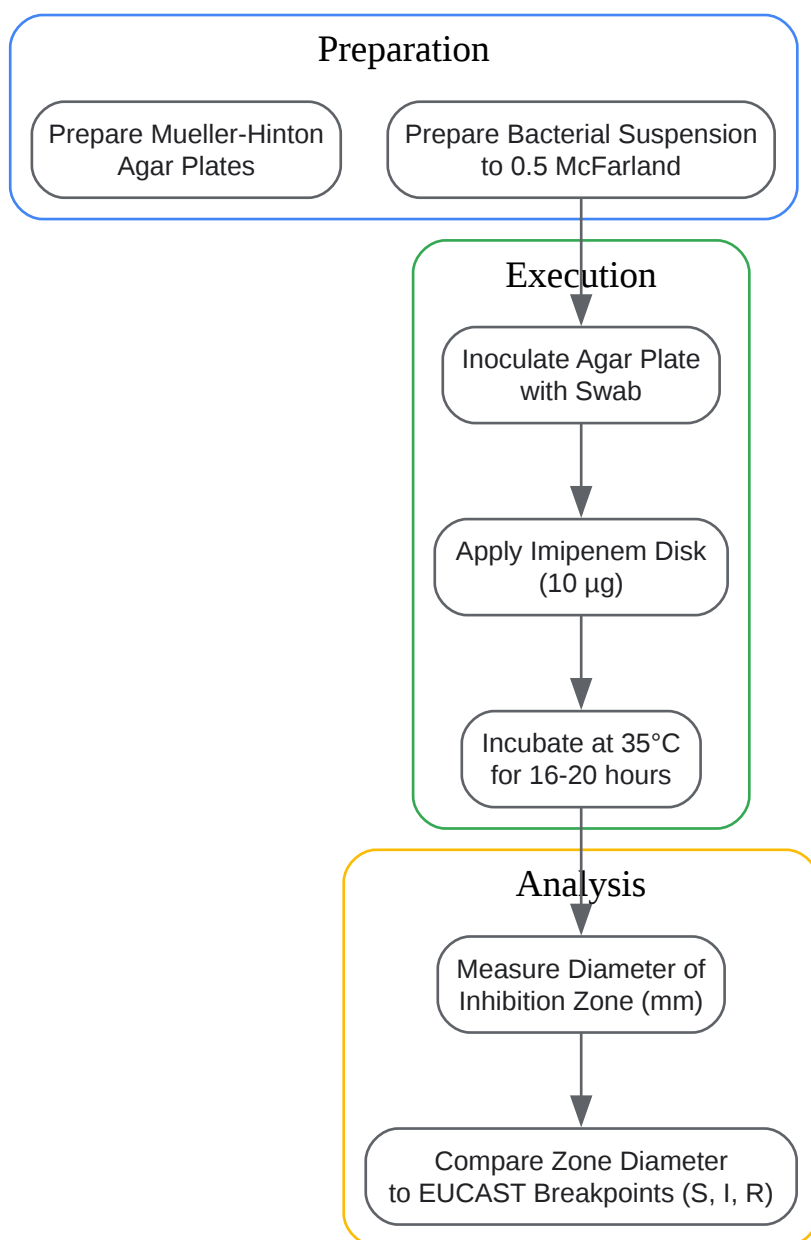 Preparation
Prepare Mueller-Hinton
Agar Plates
Prepare Bacterial Suspension
to 0.5 McFarland
Execution
Inoculate Agar Plate
with Swab
Apply Imipenem Disk
(10 µg)
Incubate at 35°C
for 16-20 hours
Analysis
Measure Diameter of
Inhibition Zone (mm)
Compare Zone Diameter
to EUCAST Breakpoints (S, I, R)